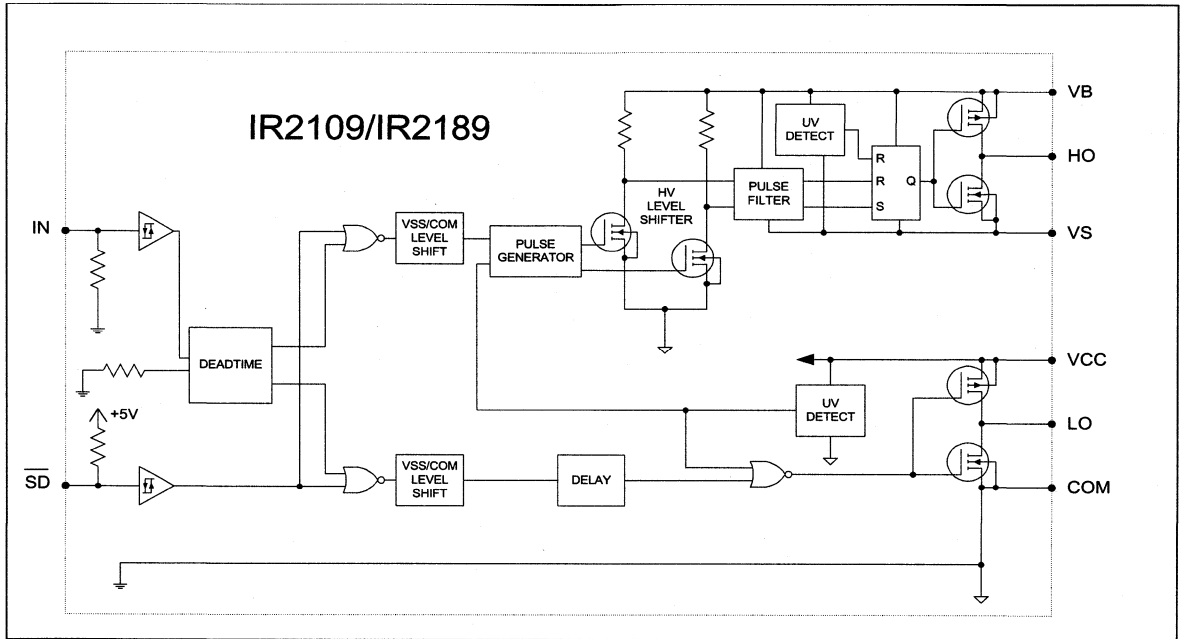 IR2109/IR2189
VB
UV
DETECT
R
R
S
Q
HO
PULSE
FILTER
HV
LEVEL
SHIFTER
VS
IN
VSS/COM
LEVEL
SHIFT
PULSE
GENERATOR
DEADTIME
+5V
VCC
UV
DETECT
LO
SD
VSS/COM
LEVEL
SHIFT
DELAY
COM